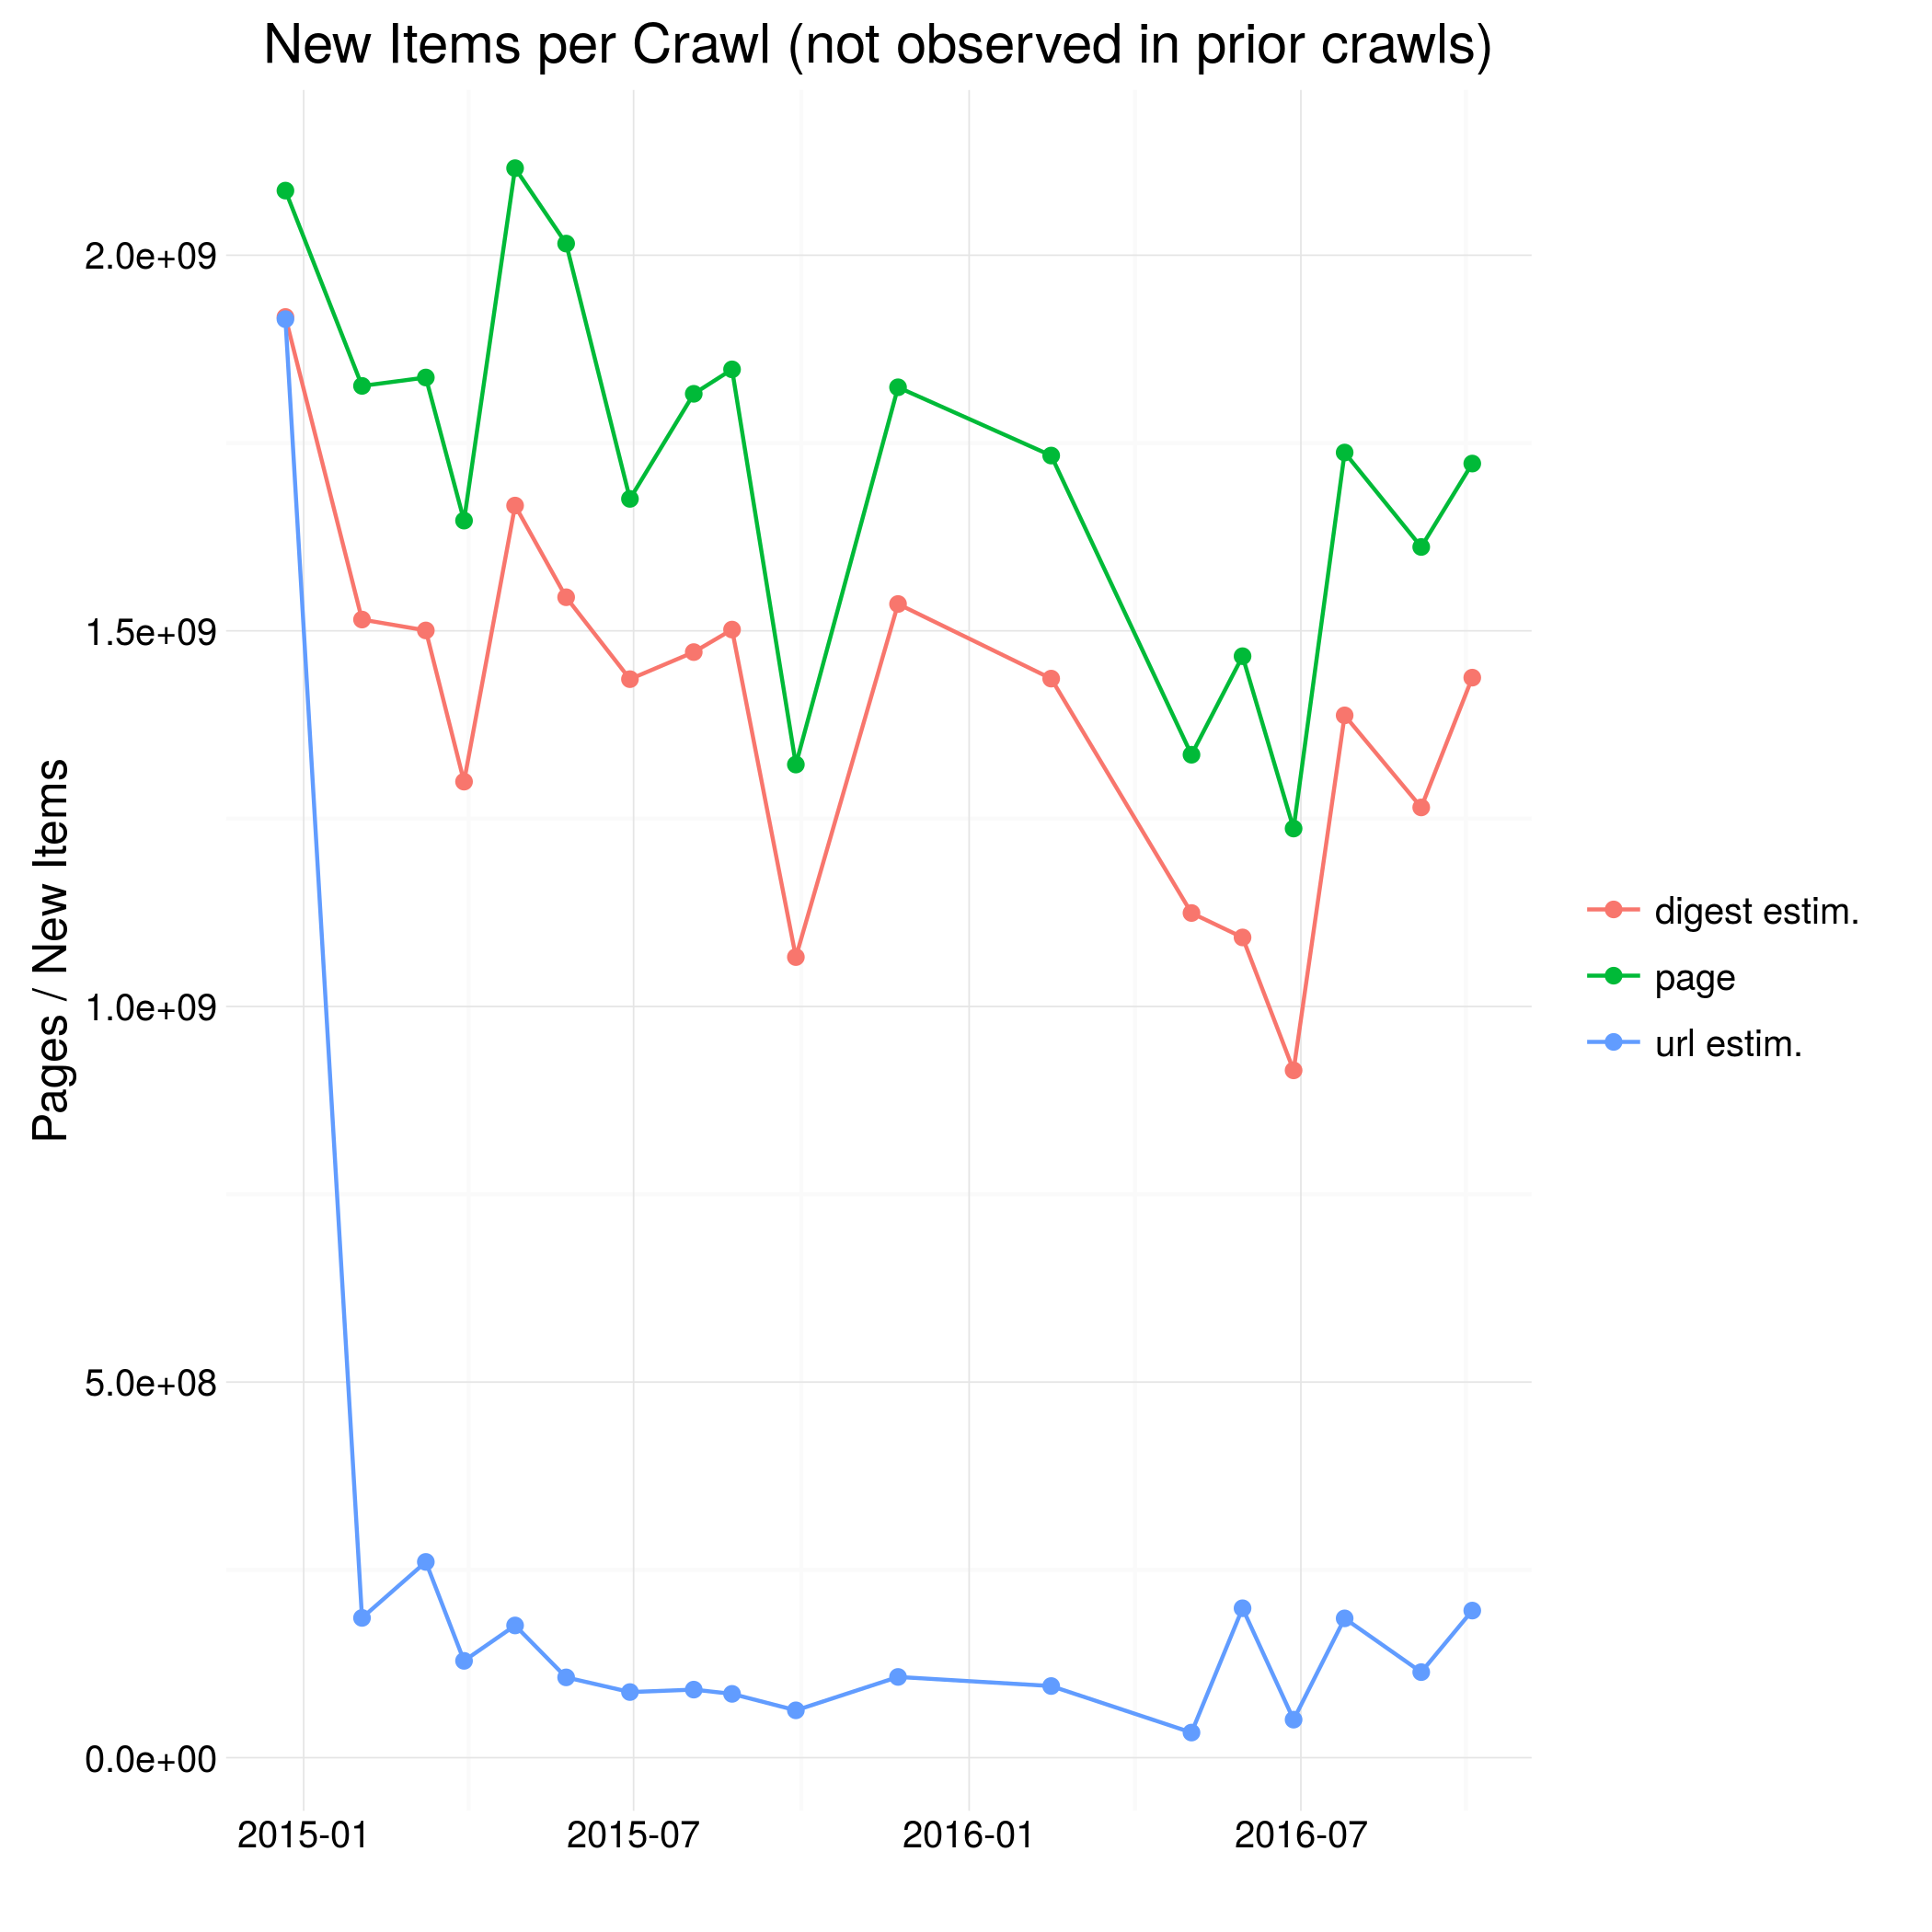 New Items per Crawl (not observed in prior crawls)
Pages / New Items
2.0e+09
1.5e+09
1.0e+09
5.0e+08
0.0e+00
2015-01
2015-07
2016-01
2016-07
digest estim.
page
url estim.